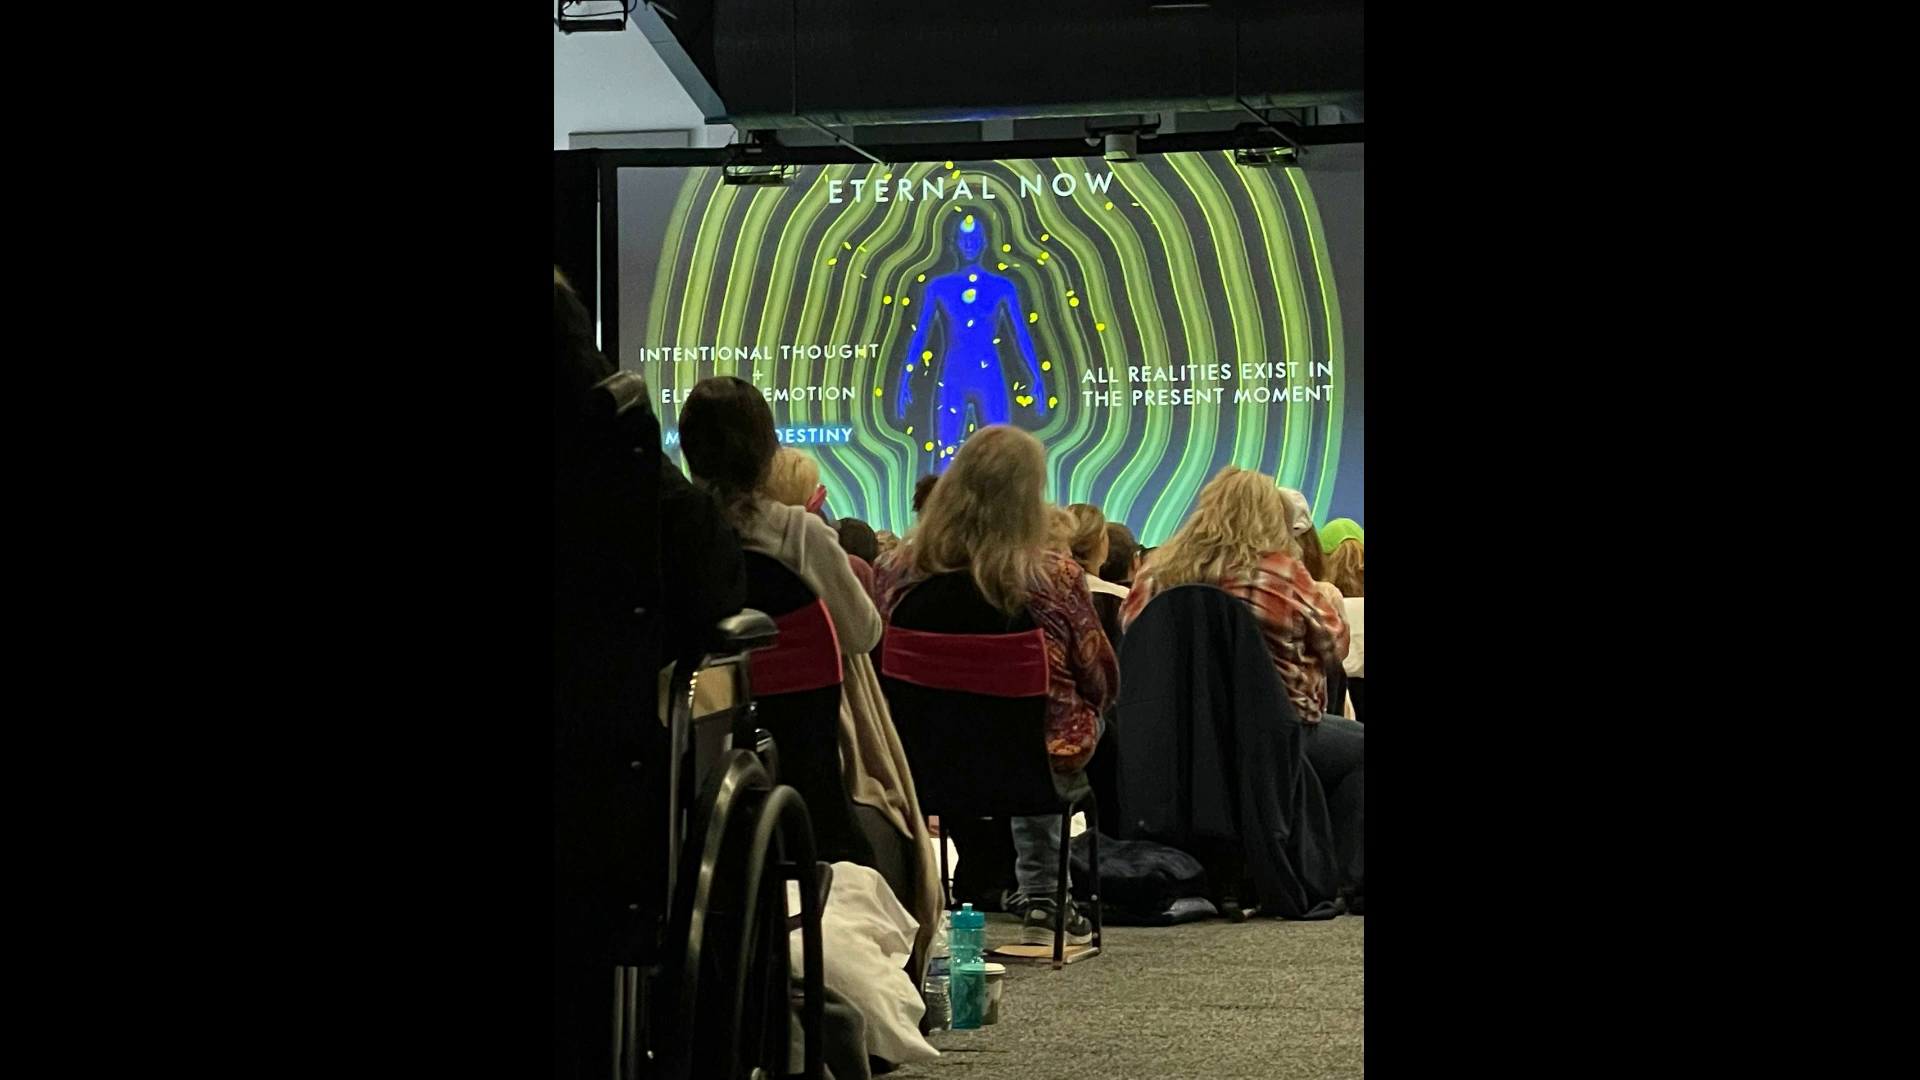 ETERNAL NOW
INTENTIONAL THOUGHT
+
EMOTION
DESTINY
ALL REALITIES EXIST IN
THE PRESENT MOMENT